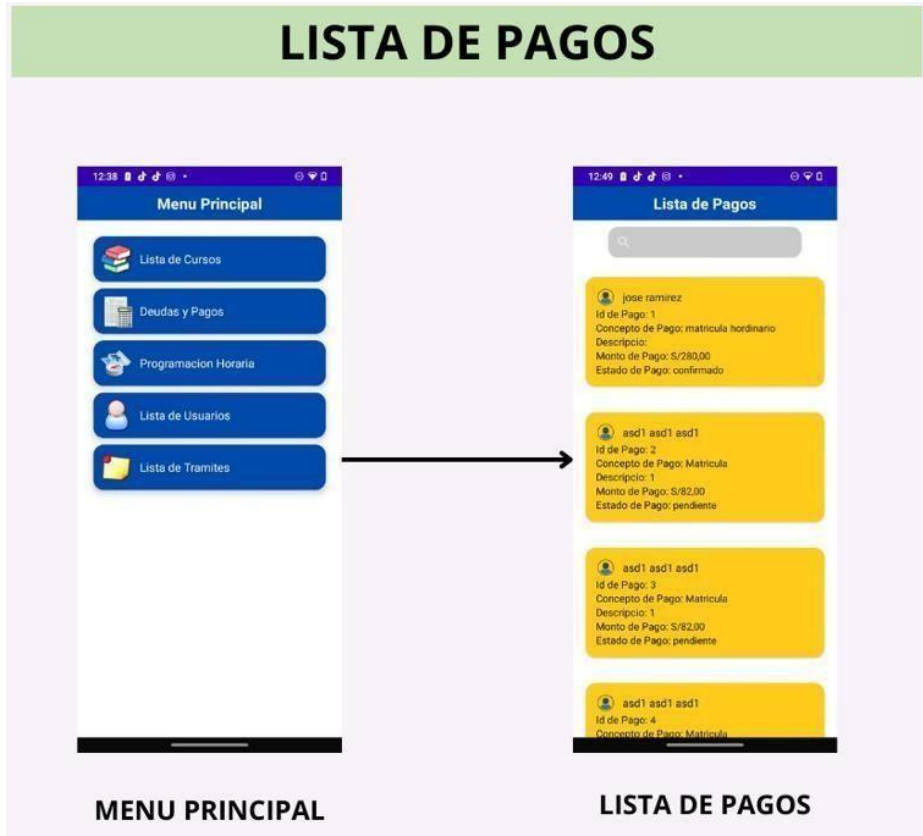 LISTA DE PAGOS
12:38
Menu Principal
Lista de Cursos
Deudas y Pagos
Programacion Horaria
Lista de Usuarios
Lista de Tramites
MENU PRINCIPAL
12:49
Lista de Pagos
jose ramirez
Id de Pago: 1
Concepto de Pago: matricula hordinario
Descripcio:
Monto de Pago: S/280,00
Estado de Pago: confirmado
asd1 asd1 asd1
Id de Pago: 2
Concepto de Pago: Matricula
Descripcio: 1
Monto de Pago: S/82,00
Estado de Pago: pendiente
asd1 asd1 asd1
Id de Pago: 3
Concepto de Pago: Matricula
Descripcio: 1
Monto de Pago: S/82,00
Estado de Pago: pendiente
asd1 asd1 asd1
Id de Pago: 4
Concepto de Pago: Matricula
LISTA DE PAGOS